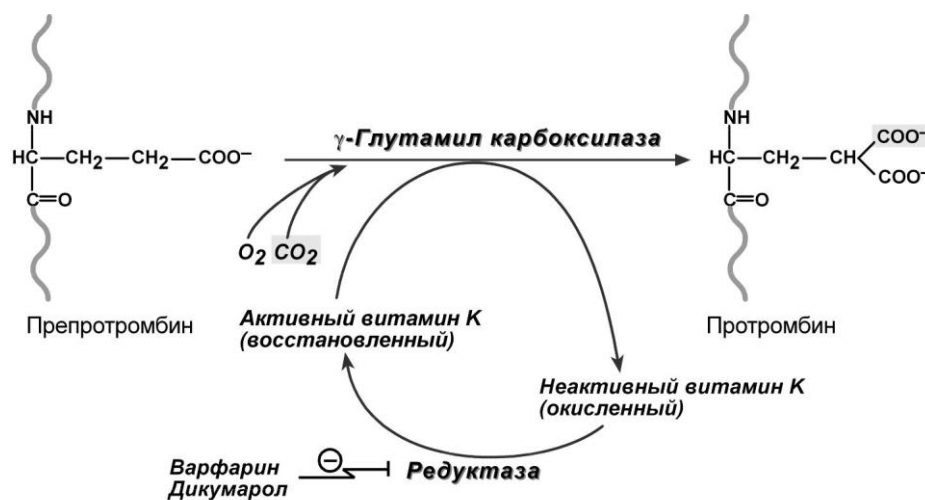 NH
HC—CH2—CH2—COO–
C=O
Препротромбин
γ-Глутамил карбоксилаза
O2 CO2
NH
HC—CH2—CH
COO–
COO–
C=O
Протромбин
Активный витамин K
(восстановленный)
Неактивный витамин K
(окисленный)
Варфарин
Дикумарол
–
Редуктаза